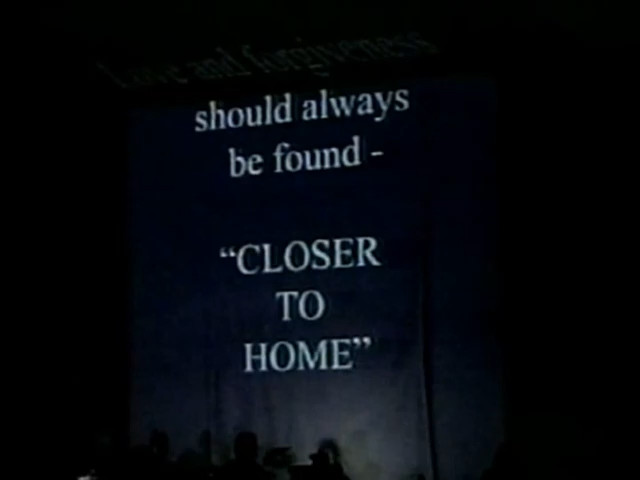 Love and forgiveness
should always
be found -
“CLOSER
TO
HOME”